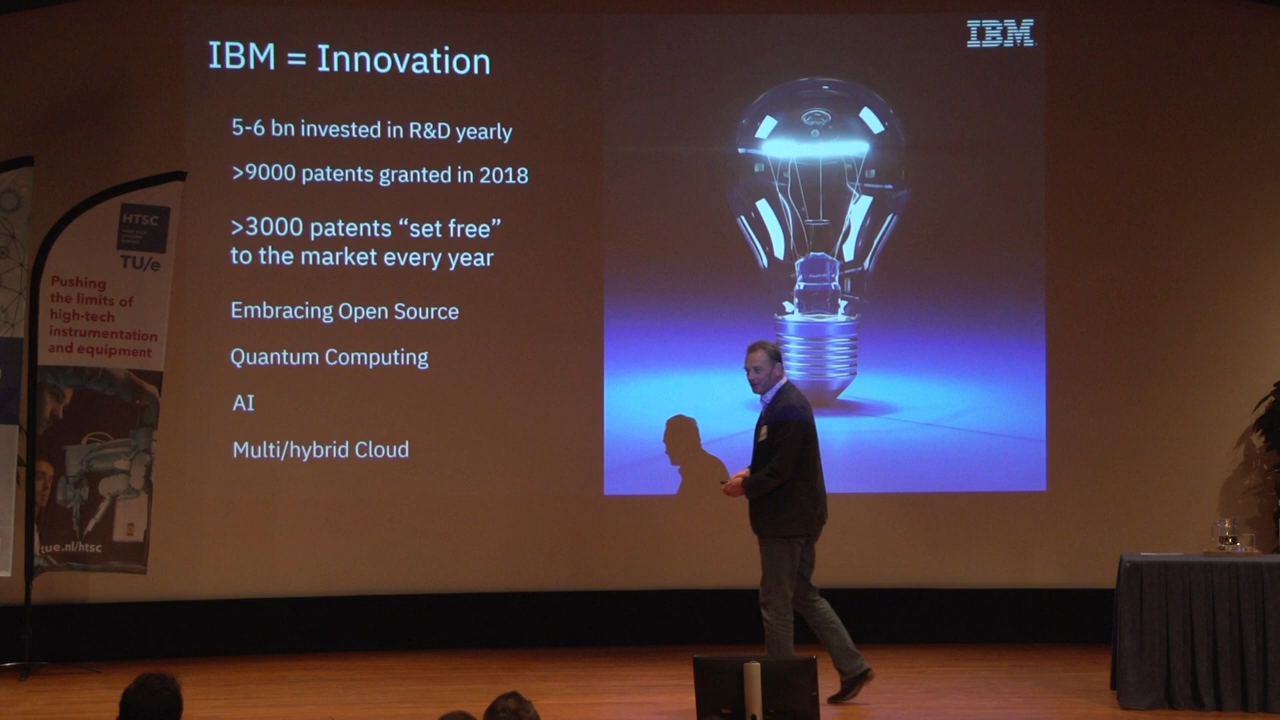 IBM = Innovation
IBM
5-6 bn invested in R&D yearly
>9000 patents granted in 2018
>3000 patents “set free”
to the market every year
Embracing Open Source
Quantum Computing
AI
Multi/hybrid Cloud
HTSC
TU/e
Pushing
the limits of
high-tech
instrumentation
and equipment
tue.nl/htsc